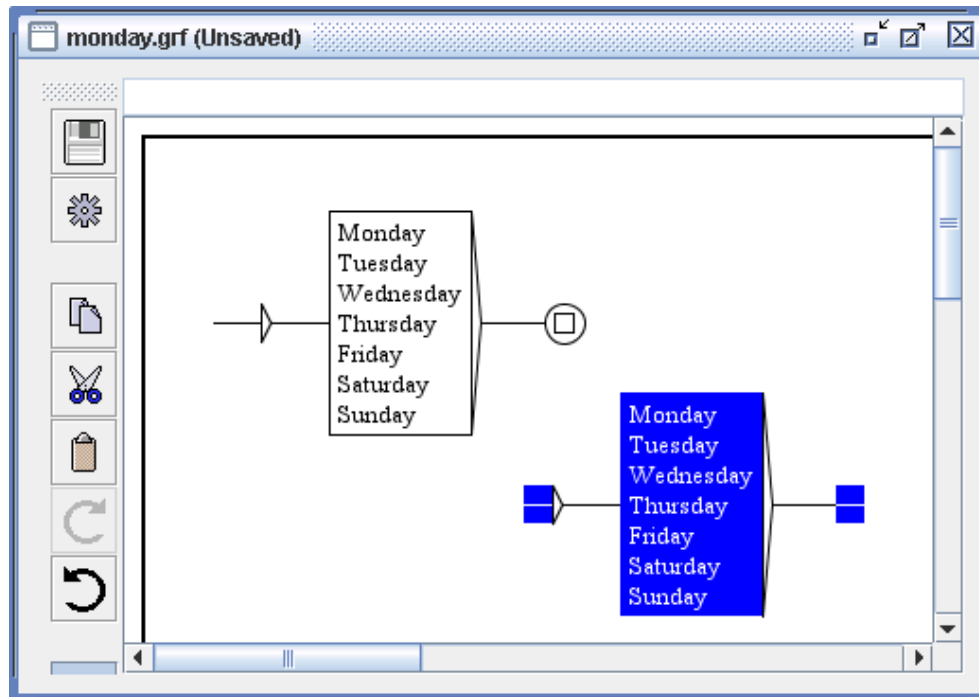 monday.grf (Unsaved)
Monday
Tuesday
Wednesday
Thursday
Friday
Saturday
Sunday
Monday
Tuesday
Wednesday
Thursday
Friday
Saturday
Sunday